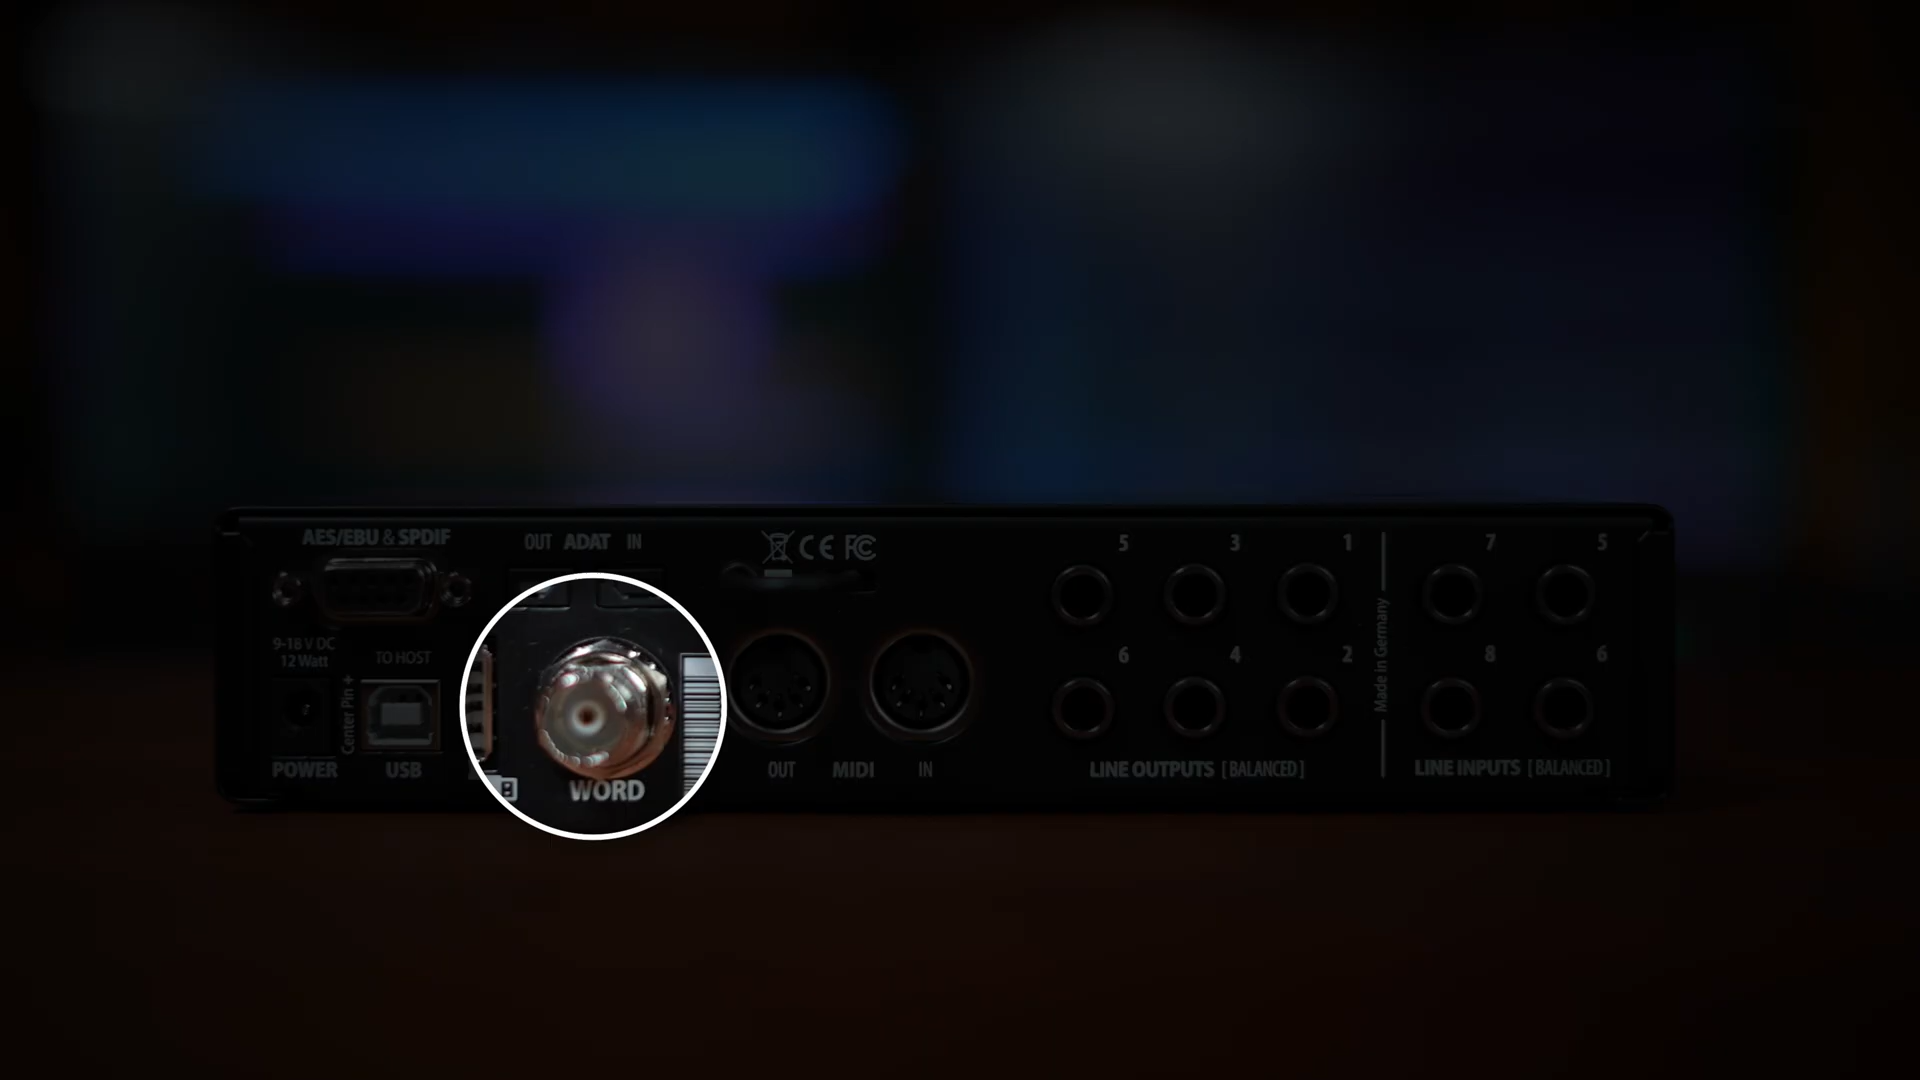 AES/EBU & SPDIF
OUT ADAT IN
CE FC
5 3 1 7 5
9-18 V DC
12 Watt
TO HOST
6 4 2 8 6
Center Pin +
Made in Germany
POWER USB WORD OUT MIDI IN LINE OUTPUTS [BALANCED] LINE INPUTS [BALANCED]